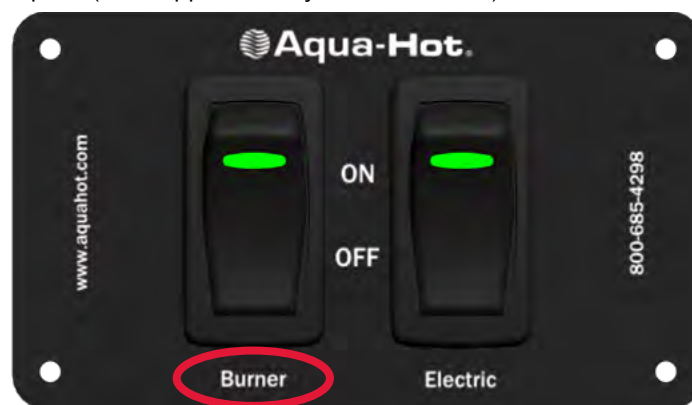 Aqua-Hot.
www.aquahot.com
ON
OFF
800-685-4298
Burner
Electric